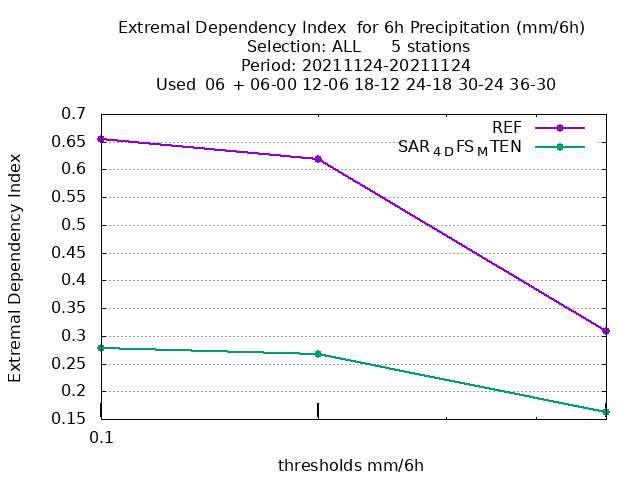 Extremal Dependency Index  for 6h Precipitation (mm/6h)
Selection: ALL      5 stations
Period: 20211124-20211124
Used  06 + 06-00 12-06 18-12 24-18 30-24 36-30
0.7
0.65
0.6
0.55
0.5
0.45
0.4
0.35
0.3
0.25
0.2
0.15
0.1
REF
SAR4DFSMTEN
Extremal Dependency Index
thresholds mm/6h